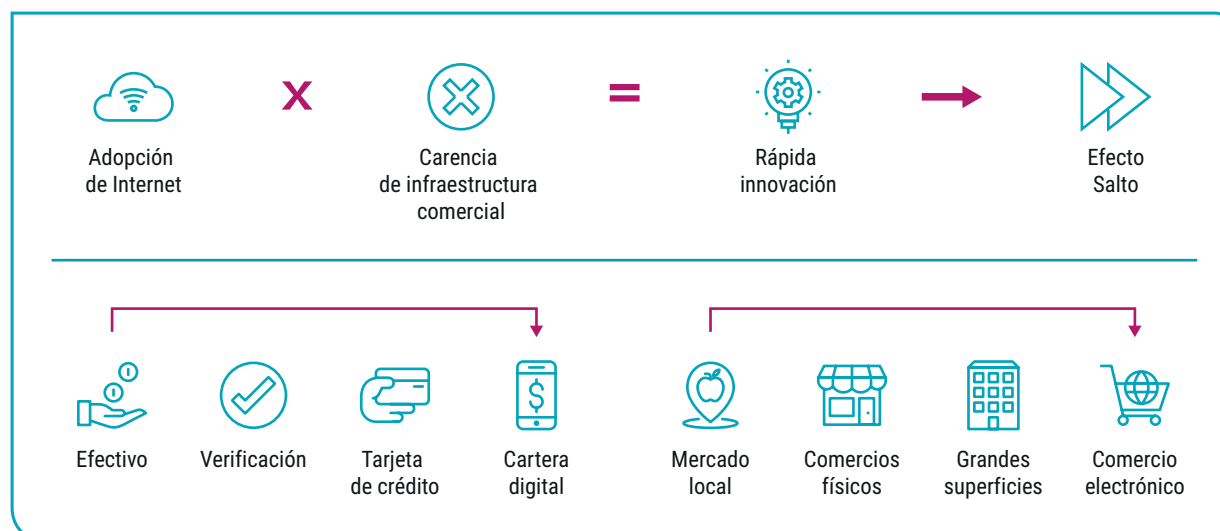 Adopción
de Internet
X
Carencia
de infraestructura
comercial
=
Rápida
innovación
Efecto
Salto
Efectivo
Verificación
Tarjeta
de crédito
$
Cartera
digital
Mercado
local
Comercios
físicos
Grandes
superficies
Comercio
electrónico